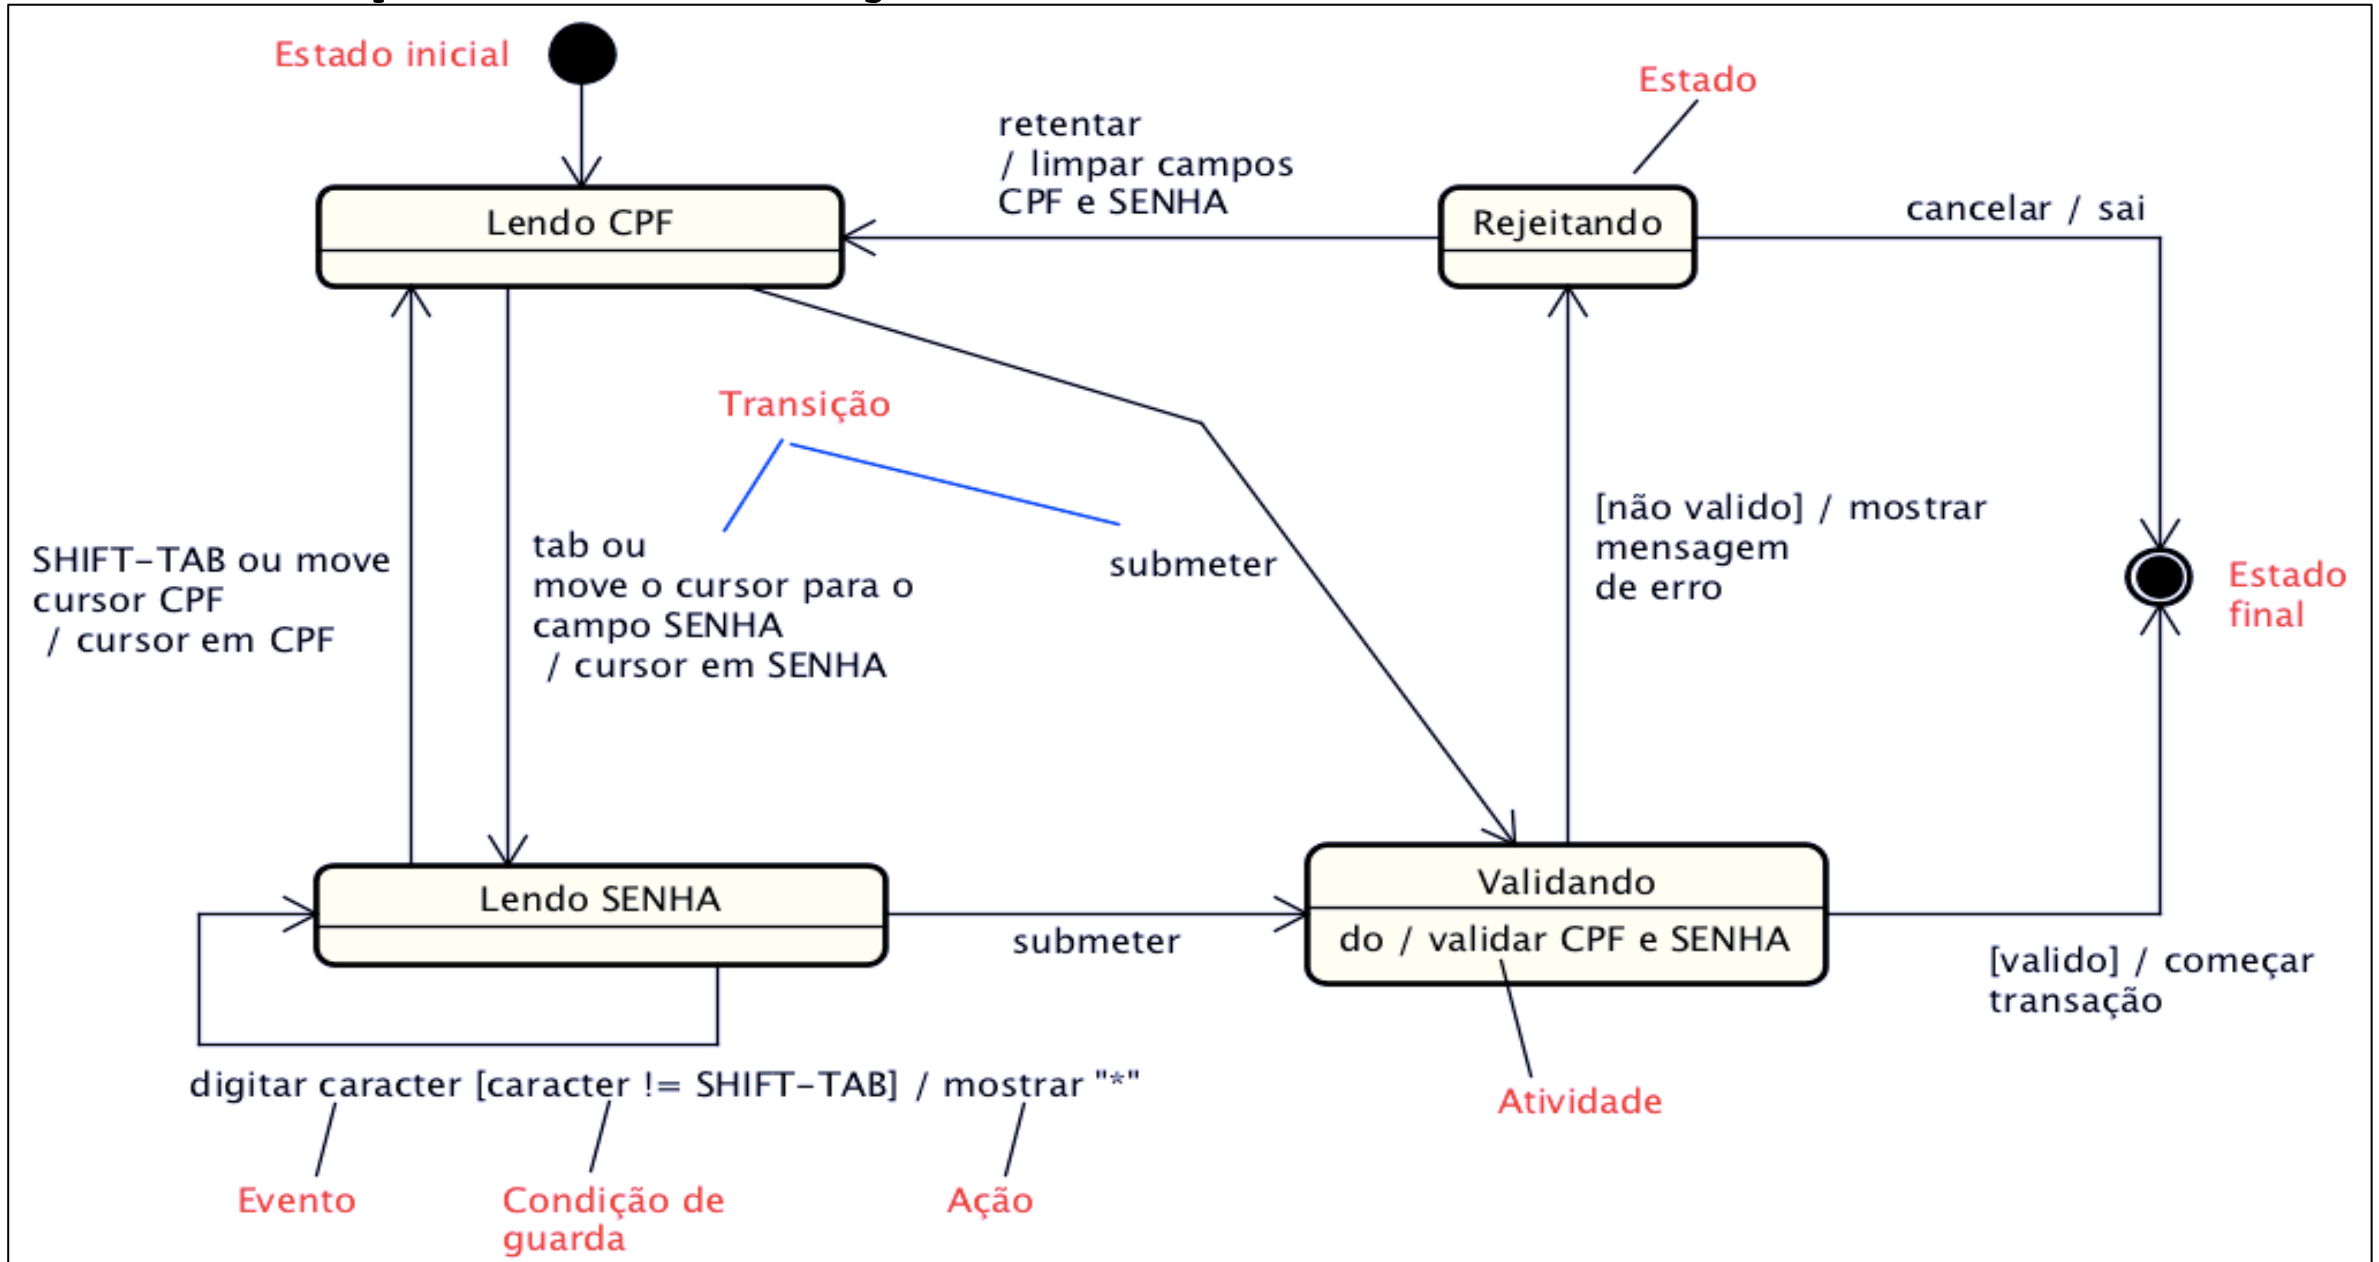 Estado inicial
Estado
retentar
/ limpar campos
CPF e SENHA
cancelar / sai
Lendo CPF
Rejeitando
Transição
SHIFT-TAB ou move
cursor CPF
/ cursor em CPF
tab ou
move o cursor para o
campo SENHA
/ cursor em SENHA
submeter
[não valido] / mostrar
mensagem
de erro
Estado
final
Lendo SENHA
submeter
Validando
do / validar CPF e SENHA
[valido] / começar
transação
digitar caracter [caracter != SHIFT-TAB] / mostrar "*"
Atividade
Evento
Condição de
guarda
Ação